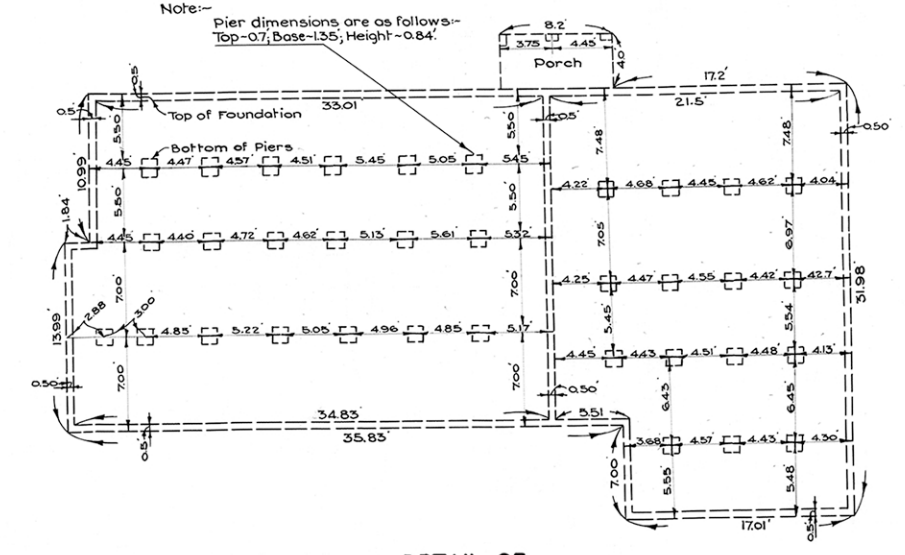 Note:~
Pier dimensions are as follows:-
Top~0.7; Base~1.35; Height~0.84'.
8.2'
3.75 4.45'
4.0'
Porch
17.2'
0.5'
33.01'
21.5'
0.5'
Top of Foundation
0.5'
0.50'
5.50 5.50 7.48' 7.48'
Bottom of Piers
10.99'
4.45' 4.47' 4.57' 4.51' 5.45 5.05' 5.45
4.22' 4.68' 4.45' 4.62' 4.04'
5.50 5.50
1.84'
4.45' 4.40' 4.72' 4.62' 5.13' 5.61' 5.32'
7.05 6.97
4.25' 4.47' 4.55' 4.42' 42.7'
31.98'
7.00 7.00
2.88 3.00
13.99'
4.85' 5.22' 5.05' 4.96' 4.85' 5.17'
5.45 5.54
4.45' 4.43' 4.51' 4.48' 4.13'
0.50' 7.00 7.00 0.50'
6.43 6.45
34.83'
5.51
35.83'
0.5'
3.68' 4.57' 4.43' 4.30'
7.00' 5.55 5.48
17.01'
0.5'